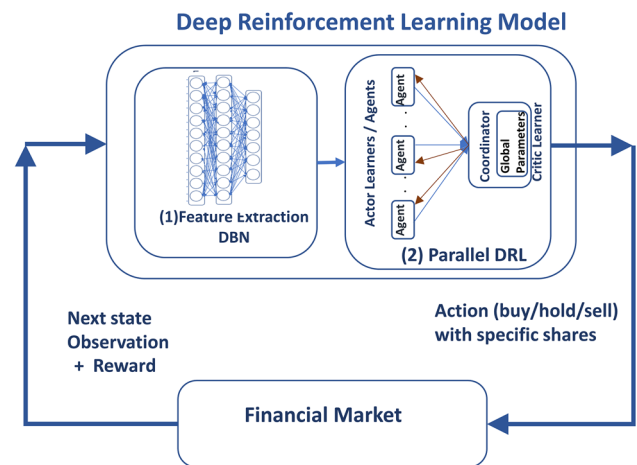 Deep Reinforcement Learning Model
(1)Feature Extraction
DBN
Actor Learners / Agents
Agent
Agent
Agent
Coordinator
Global
Parameters
Critic Learner
(2) Parallel DRL
Next state
Observation
+ Reward
Action (buy/hold/sell)
with specific shares
Financial Market